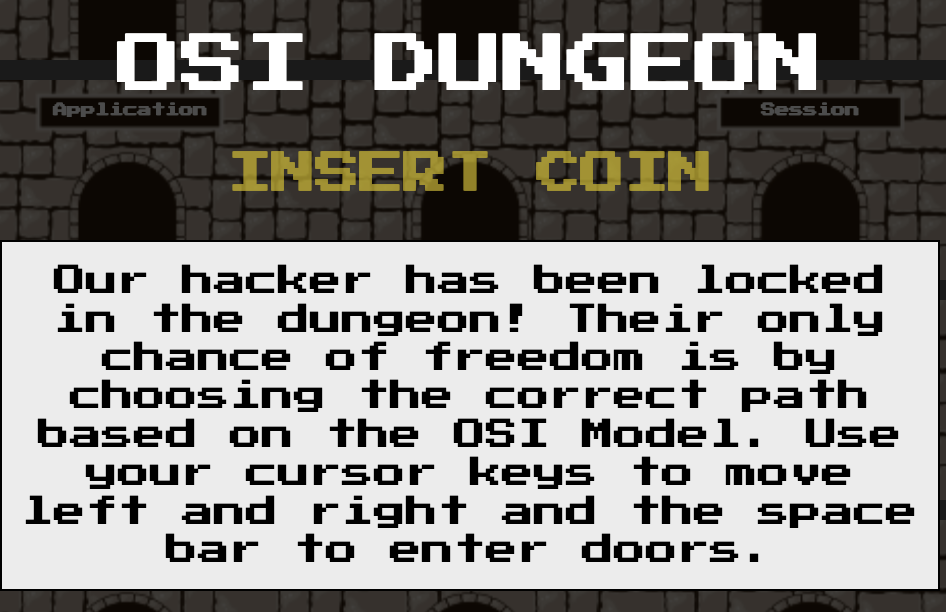 OSI DUNGEON
Application
Session
INSERT COIN
Our hacker has been locked
in the dungeon! Their only
chance of freedom is by
choosing the correct path
based on the OSI Model. Use
your cursor keys to move
left and right and the space
bar to enter doors.